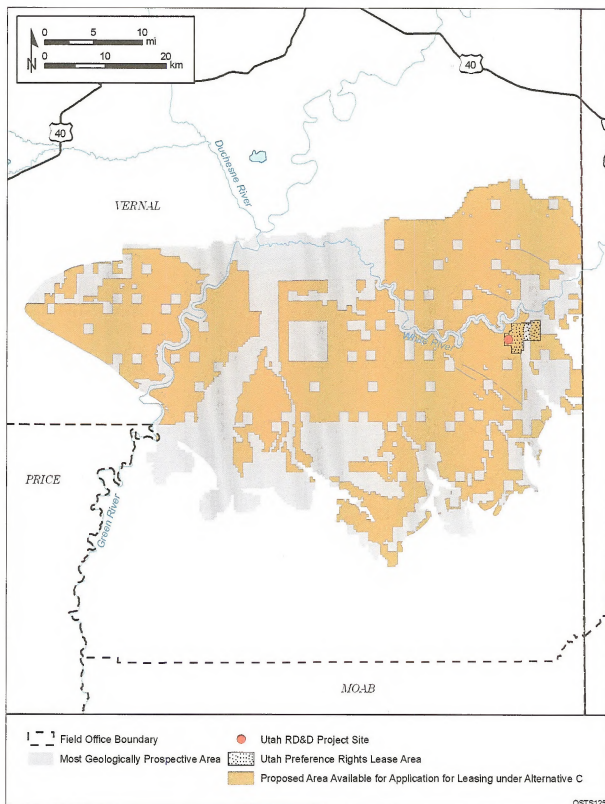 0 5 10
mi
N
0 10 20
km
40
40
Duchesne River
VERNAL
White River
PRICE
Green River
MOAB
Field Office Boundary
Utah RD&D Project Site
Most Geologically Prospective Area
Utah Preference Rights Lease Area
Proposed Area Available for Application for Leasing under Alternative C